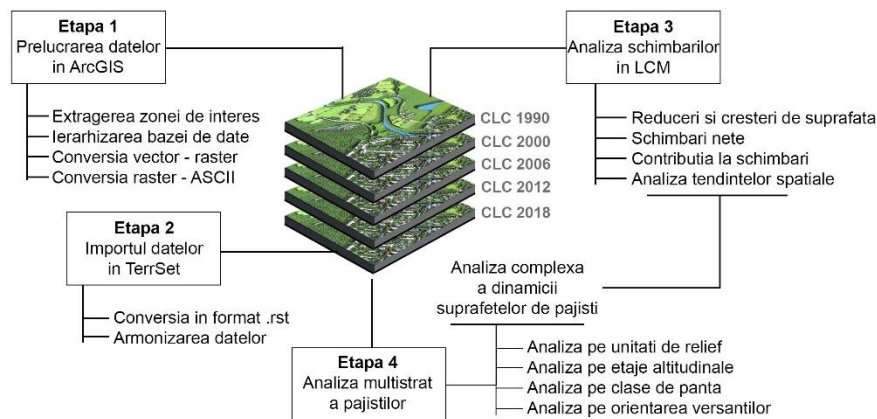 Etapa 1
Prelucrarea datelor
in ArcGIS
Extragerea zonei de interes
Ierarhizarea bazei de date
Conversia vector - raster
Conversia raster - ASCII
Etapa 2
Importul datelor
in TerrSet
Conversia in format .rst
Armonizarea datelor
CLC 1990
CLC 2000
CLC 2006
CLC 2012
CLC 2018
Etapa 3
Analiza schimbarilor
in LCM
Reduceri si cresteri de suprafata
Schimbari nete
Contributia la schimbari
Analiza tendintelor spatiale
Etapa 4
Analiza multistrat
a pajistilor
Analiza complexa
a dinamicii
suprafetelor de pajisti
Analiza pe unitati de relief
Analiza pe etaje altitudinale
Analiza pe clase de panta
Analiza pe orientarea versantilor